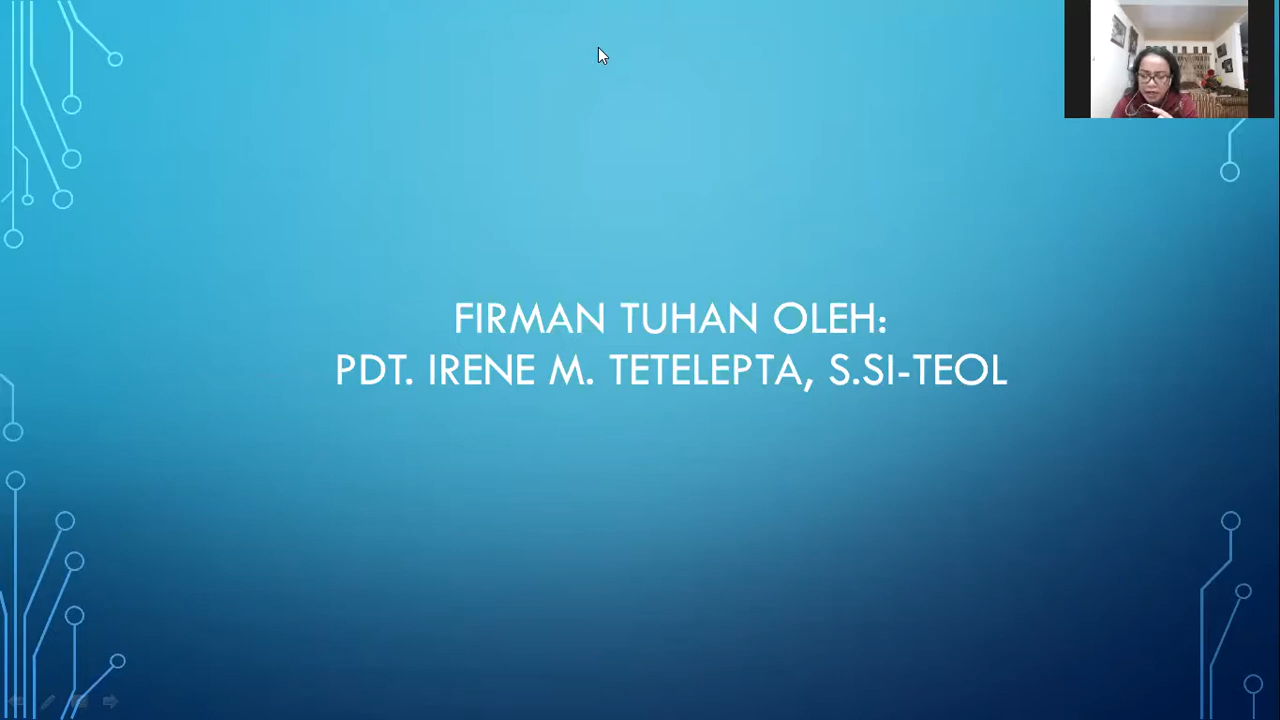 FIRMAN TUHAN OLEH:
PDT. IRENE M. TETELEPTA, S.SI-TEOL